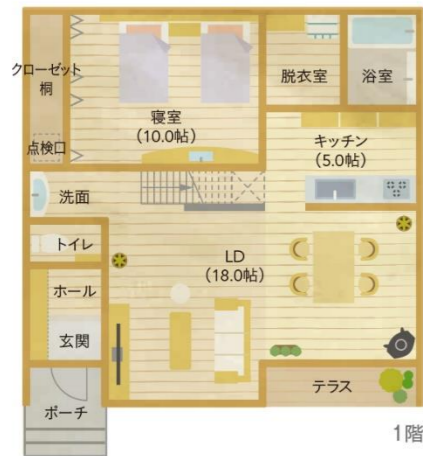 クローゼット
桐
点検口
寝室
(10.0帖)
脱衣室
浴室
キッチン
(5.0帖)
洗面
トイレ
LD
(18.0帖)
ホール
玄関
ポーチ
テラス
1階